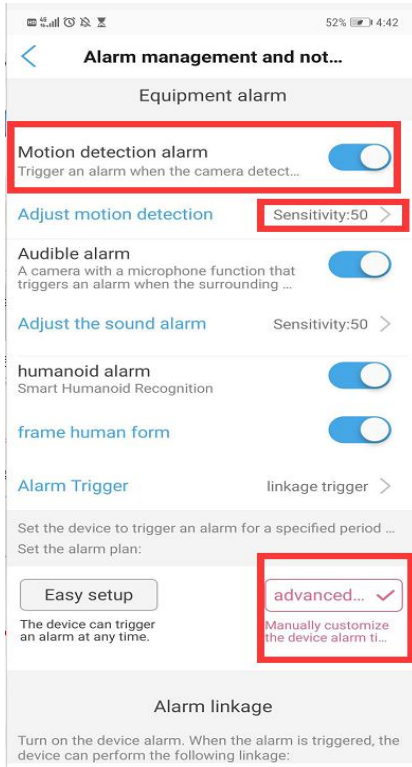 52% 4:42
Alarm management and not...
Equipment alarm
Motion detection alarm
Trigger an alarm when the camera detect...
Adjust motion detection Sensitivity:50
Audible alarm
A camera with a microphone function that
triggers an alarm when the surrounding ...
Adjust the sound alarm Sensitivity:50
humanoid alarm
Smart Humanoid Recognition
frame human form
Alarm Trigger linkage trigger
Set the device to trigger an alarm for a specified period ...
Set the alarm plan:
Easy setup advanced...
The device can trigger
an alarm at any time.
Manually customize
the device alarm ti...
Alarm linkage
Turn on the device alarm. When the alarm is triggered, the
device can perform the following linkage: